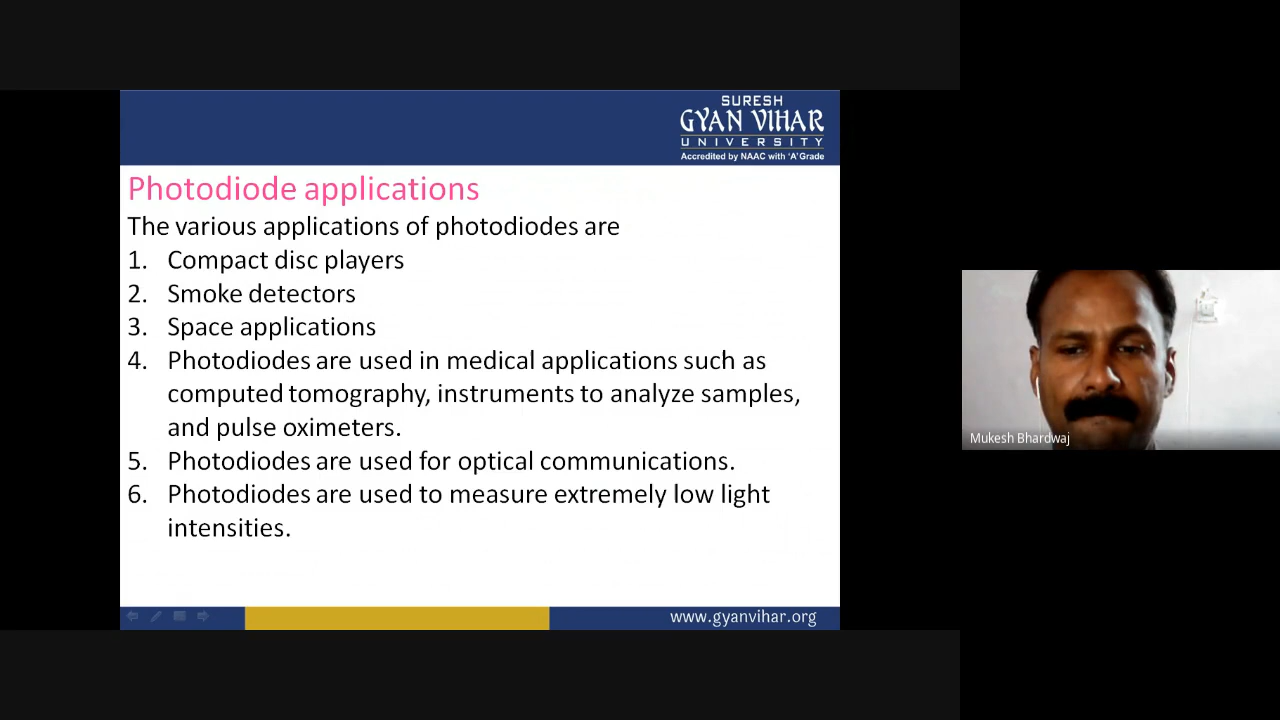 SURESH
GYAN VIHAR
UNIVERSITY
Accredited by NAAC with 'A' Grade
Photodiode applications
The various applications of photodiodes are
1. Compact disc players
2. Smoke detectors
3. Space applications
4. Photodiodes are used in medical applications such as
computed tomography, instruments to analyze samples,
and pulse oximeters.
5. Photodiodes are used for optical communications.
6. Photodiodes are used to measure extremely low light
intensities.
www.gyanvihar.org
Mukesh Bhardwaj